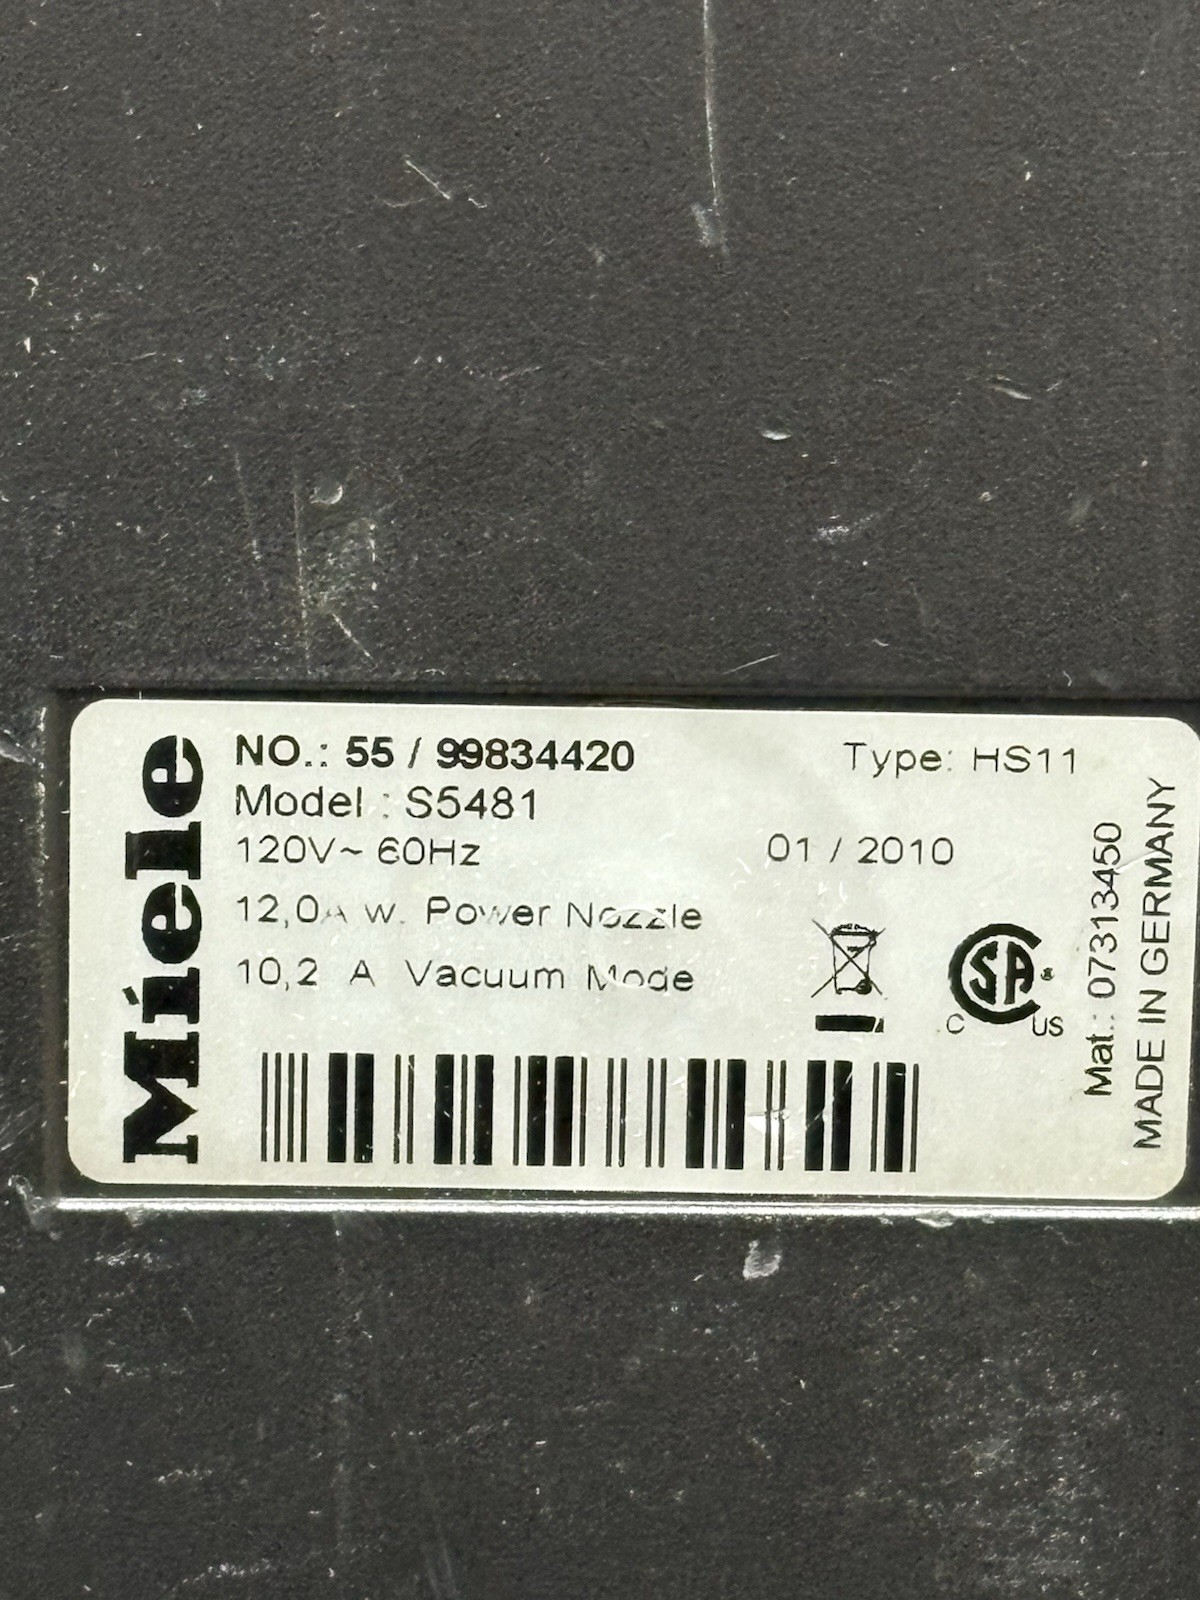 Miele
NO.: 55 / 99834420
Type: HS11
Model : S5481
120V~ 60Hz
01 / 2010
12,0A w. Power Nozzle
10,2 A Vacuum Mode
CSA®
C US
Mat.: 07313450
MADE IN GERMANY